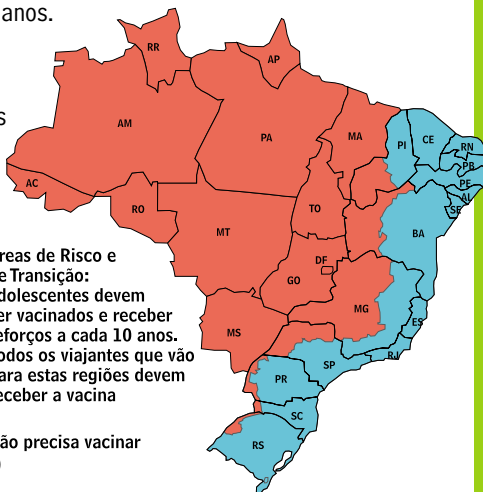 anos.
s
RR
AP
AM
PA
MA
PI
CE
RN
PB
PE
AL
SE
AC
RO
TO
BA
MT
DF
GO
MG
ES
MS
SP
RJ
PR
SC
RS
reas de Risco e
e Transição:
dolescentes devem
er vacinados e receber
eforços a cada 10 anos.
odos os viajantes que vão
ara estas regiões devem
eceber a vacina
ão precisa vacinar
)